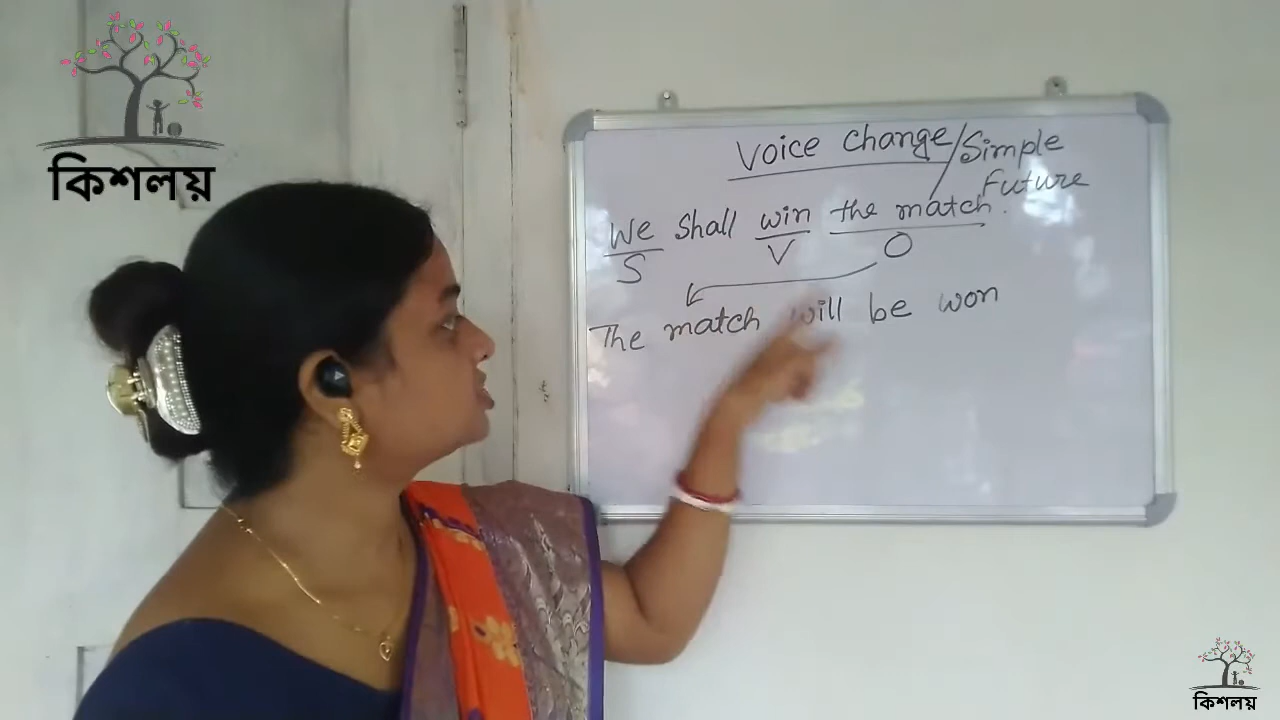 কিশলয়
Voice Change/Simple
Future
We Shall win the match.
S V O
The match will be won
কিশলয়